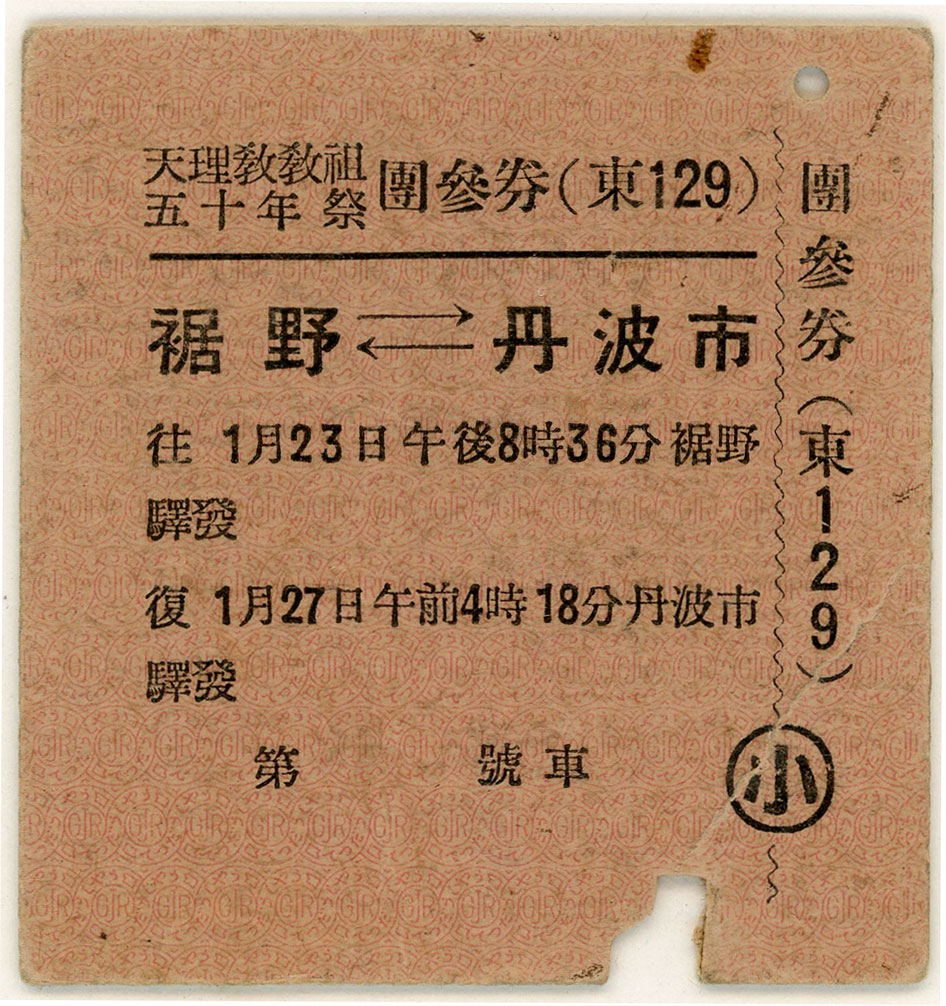 天理教教祖
五十年祭
團參券（東129）
裾野⇄丹波市
往 1月23日午後8時36分裾野
驛發
復 1月27日午前4時18分丹波市
驛發
第 號車
團參券（東129）
小